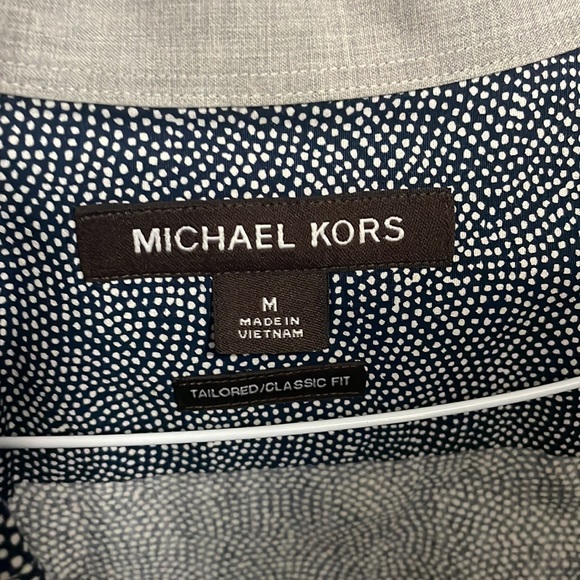 MICHAEL KORS
M
MADE IN
VIETNAM
TAILORED/CLASSIC FIT